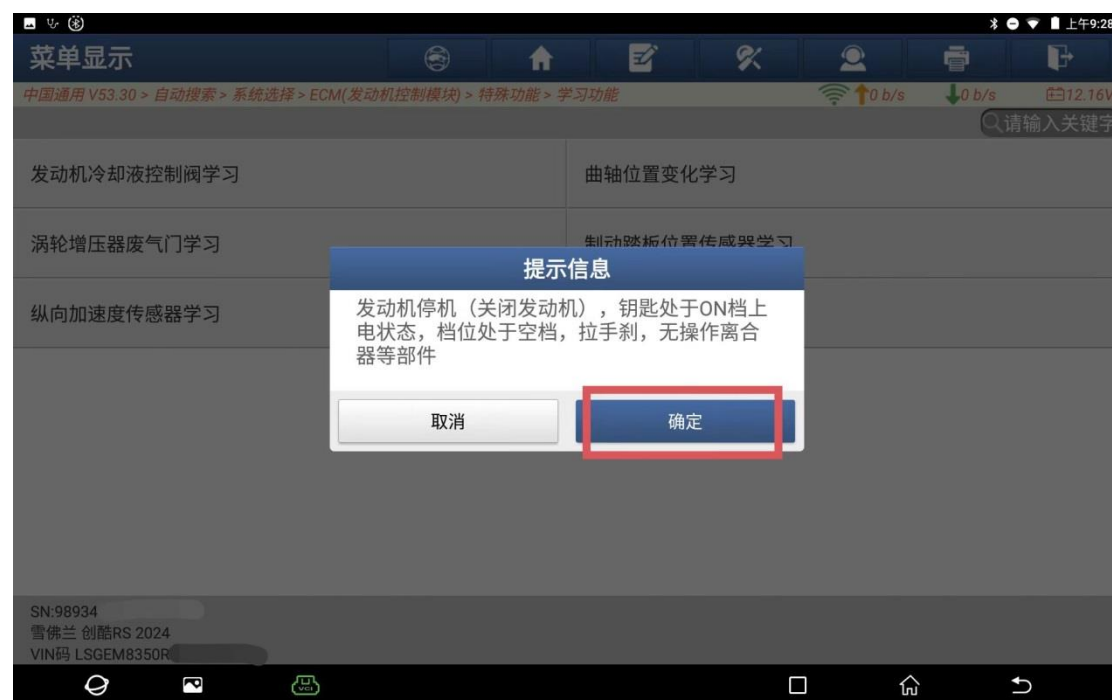 上午9:28
菜单显示
中国通用 V53.30 > 自动搜索 > 系统选择 > ECM(发动机控制模块) > 特殊功能 > 学习功能
0 b/s
0 b/s
12.16V
请输入关键字
发动机冷却液控制阀学习
曲轴位置变化学习
涡轮增压器废气门学习
制动踏板位置传感器学习
纵向加速度传感器学习
提示信息
发动机停机（关闭发动机），钥匙处于ON档上
电状态，档位处于空档，拉手刹，无操作离合
器等部件
取消
确定
SN:98934
雪佛兰 创酷RS 2024
VIN码 LSGEM8350R
VCI